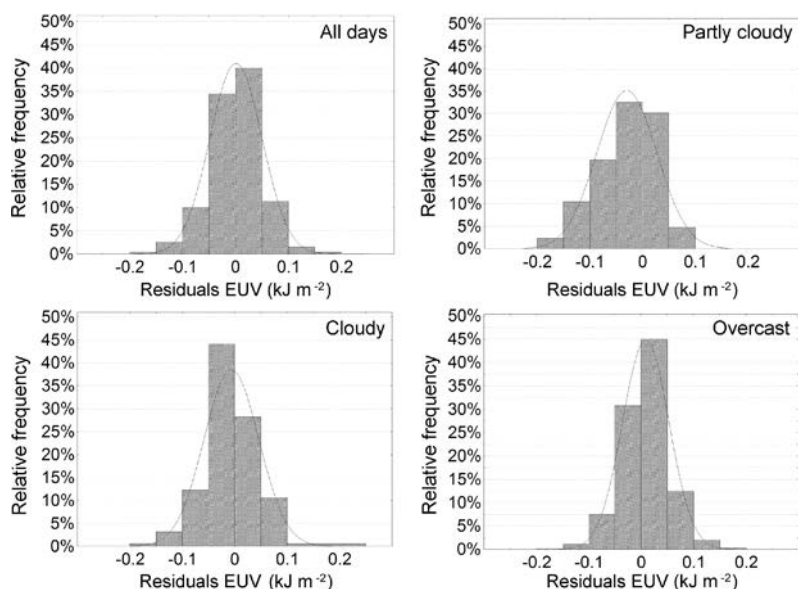 All days
50%
45%
40%
35%
30%
25%
20%
15%
10%
5%
0%
Relative frequency
-0.2 -0.1 0 0.1 0.2
Residuals EUV (kJ m⁻²)
Partly cloudy
50%
45%
40%
35%
30%
25%
20%
15%
10%
5%
0%
Relative frequency
-0.2 -0.1 0 0.1 0.2
Residuals EUV (kJ m⁻²)
Cloudy
50%
45%
40%
35%
30%
25%
20%
15%
10%
5%
0%
Relative frequency
-0.2 -0.1 0 0.1 0.2
Residuals EUV (kJ m⁻²)
Overcast
50%
45%
40%
35%
30%
25%
20%
15%
10%
5%
0%
Relative frequency
-0.2 -0.1 0 0.1 0.2
Residuals EUV (kJ m⁻²)